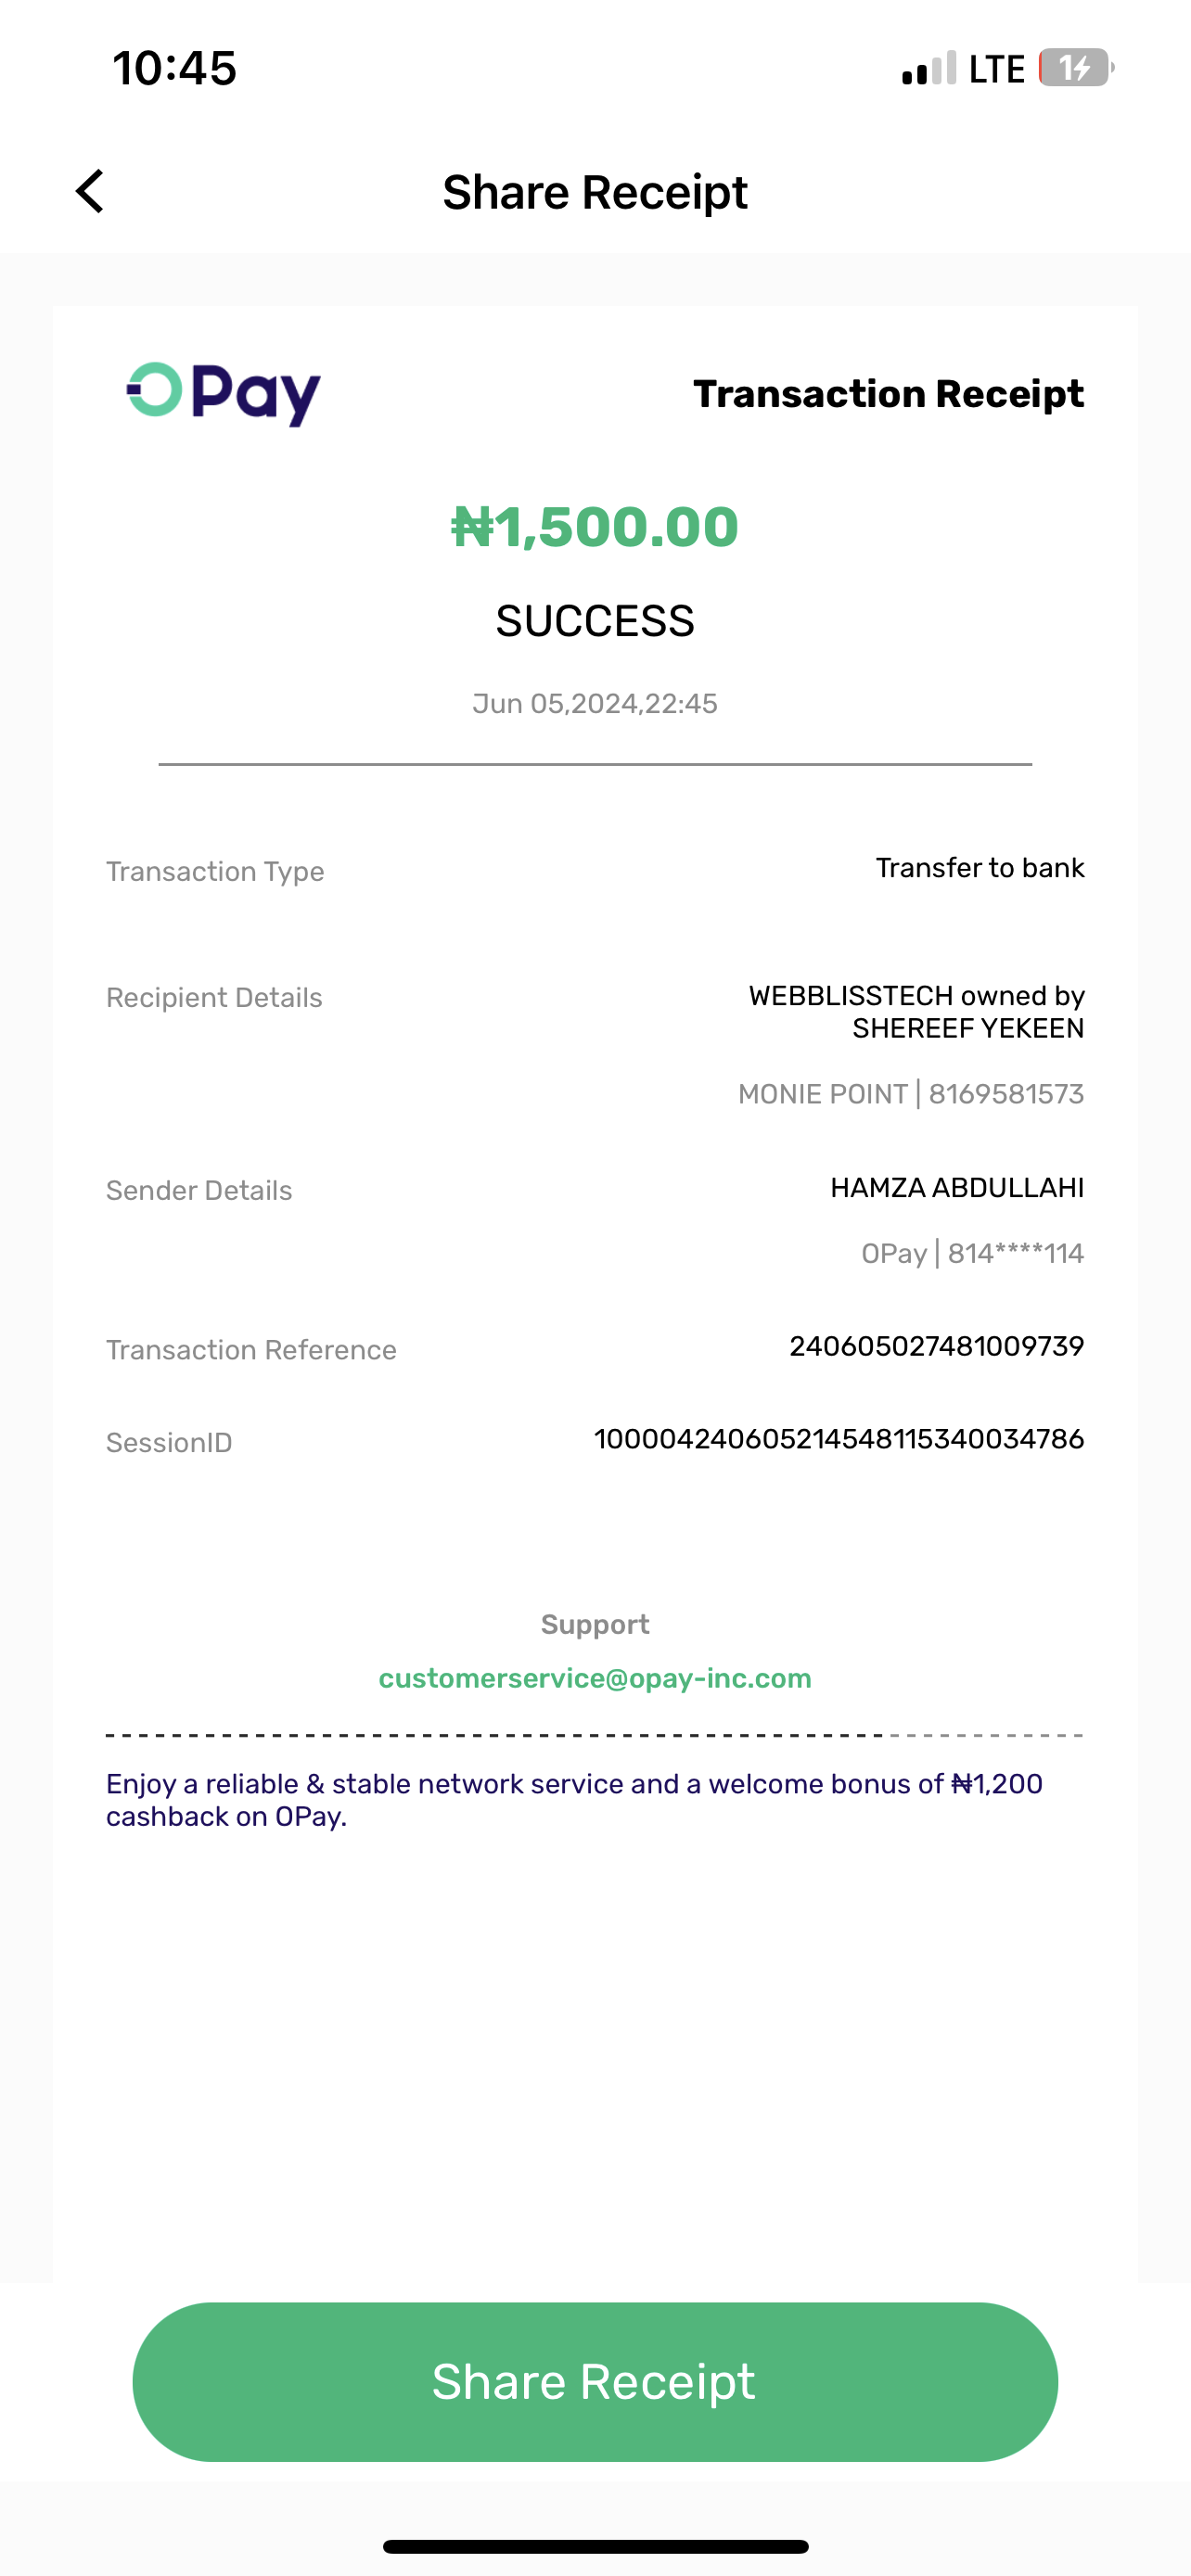 10:45 LTE 1
Share Receipt
OPay Transaction Receipt
₦1,500.00
SUCCESS
Jun 05,2024,22:45
Transaction Type Transfer to bank
Recipient Details WEBBLISSTECH owned by
SHEREEF YEKEEN
MONIE POINT | 8169581573
Sender Details HAMZA ABDULLAHI
OPay | 814****114
Transaction Reference 240605027481009739
SessionID 100004240605214548115340034786
Support
customerservice@opay-inc.com
Enjoy a reliable & stable network service and a welcome bonus of ₦1,200
cashback on OPay.
Share Receipt